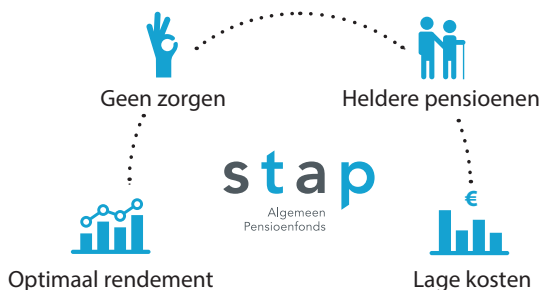 Geen zorgen
Heldere pensioenen
stap
Algemeen
Pensioenfonds
€
Optimaal rendement
Lage kosten